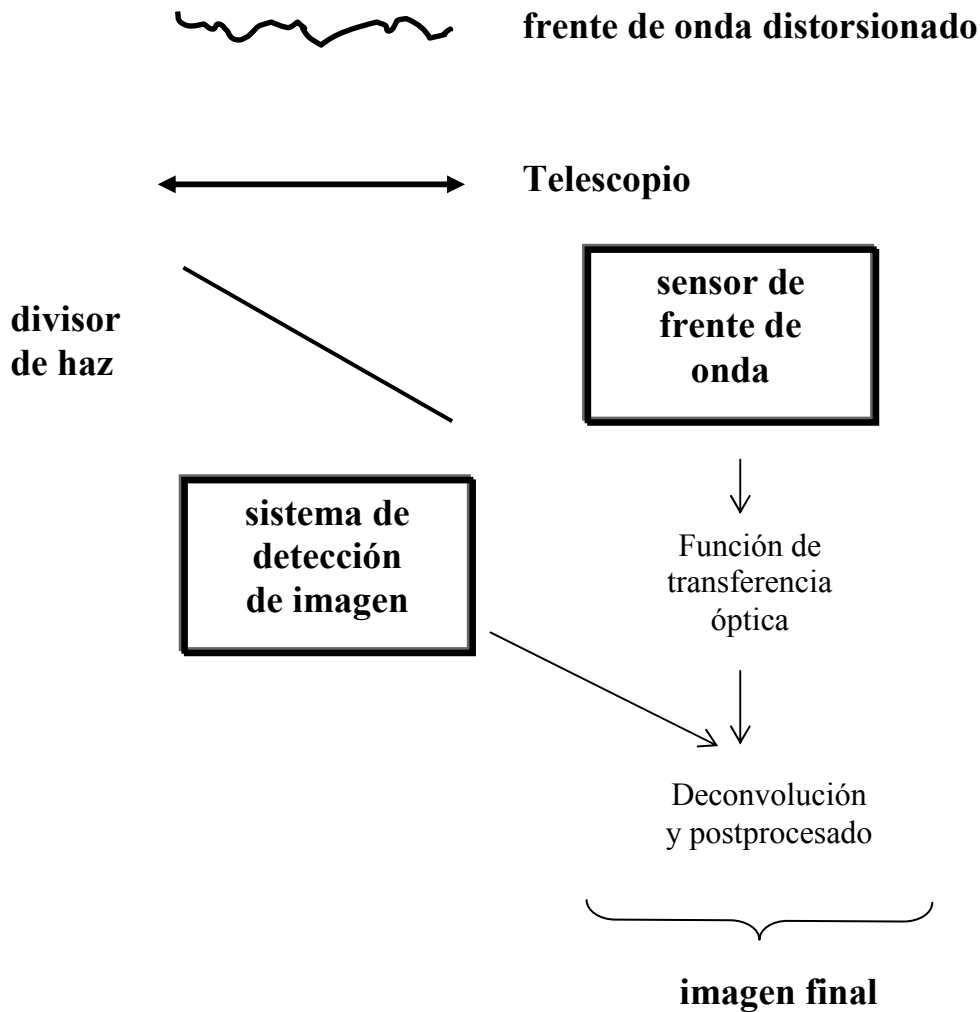 frente de onda distorsionado
Telescopio
divisor
de haz
sensor de
frente de
onda
sistema de
detección
de imagen
Función de
transferencia
óptica
Deconvolución
y postprocesado
imagen final